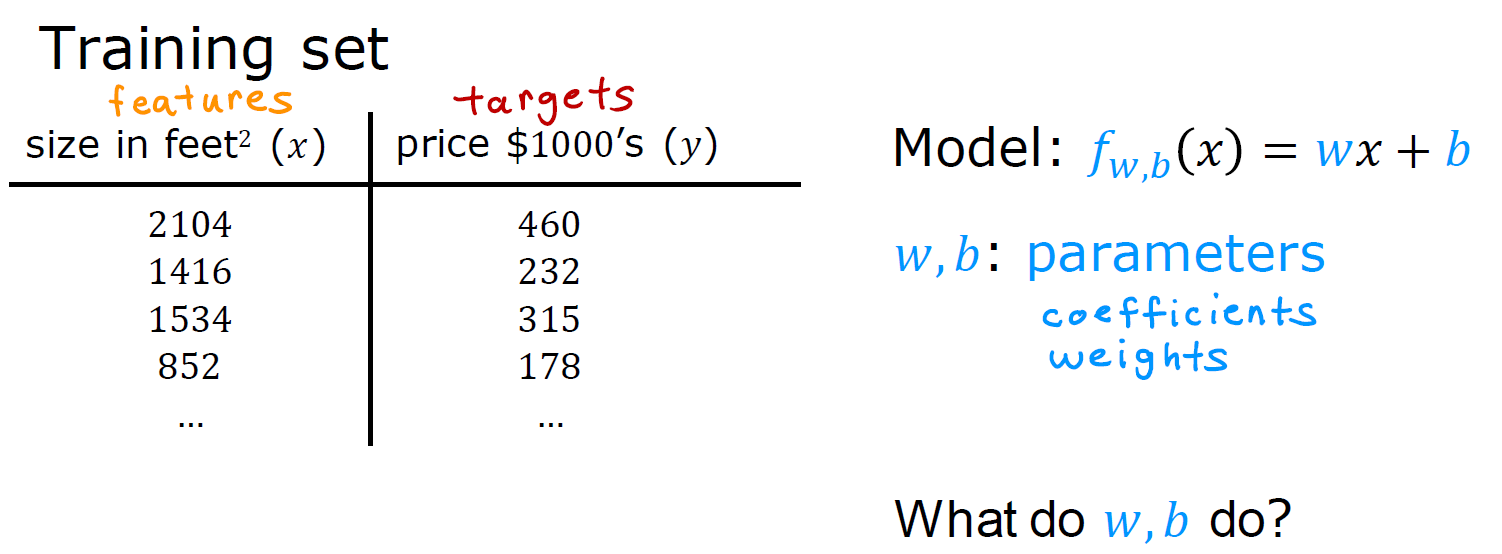 Training set
features targets
size in feet² (x) price $1000's (y)
2104 460
1416 232
1534 315
852 178
... ...
Model: f_{w,b}(x) = wx + b
w, b: parameters
coefficients
weights
What do w, b do?